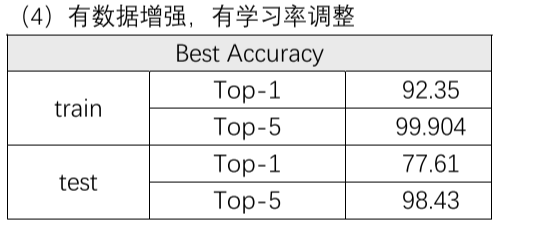 （4）有数据增强，有学习率调整
Best Accuracy
train Top-1 92.35
Top-5 99.904
test Top-1 77.61
Top-5 98.43